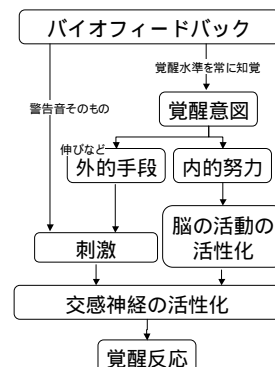 バイオフィードバック
覚醒水準を常に知覚
覚醒意図
警告音そのもの
伸びなど
外的手段
内的努力
脳の活動の
活性化
刺激
交感神経の活性化
覚醒反応